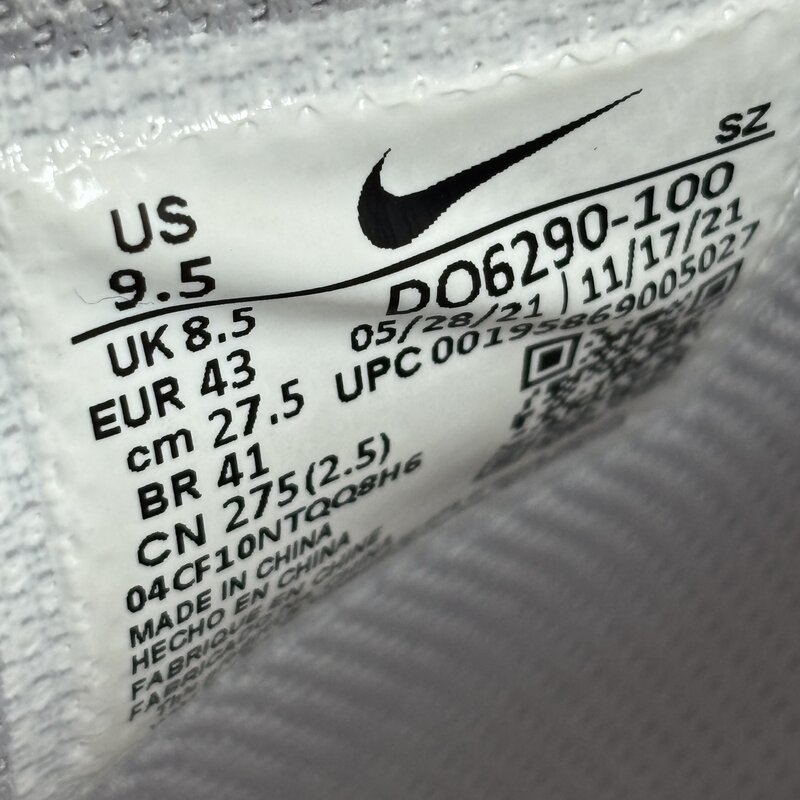 SZ
US
9.5
DO6290-100
05/28/21 | 11/17/21
UPC 00195869005027
UK 8.5
EUR 43
cm 27.5
BR 41
CN 275(2.5)
04CF10NTQQ8H6
MADE IN CHINA
HECHO EN CHINA
FABRIQUE EN CHINE